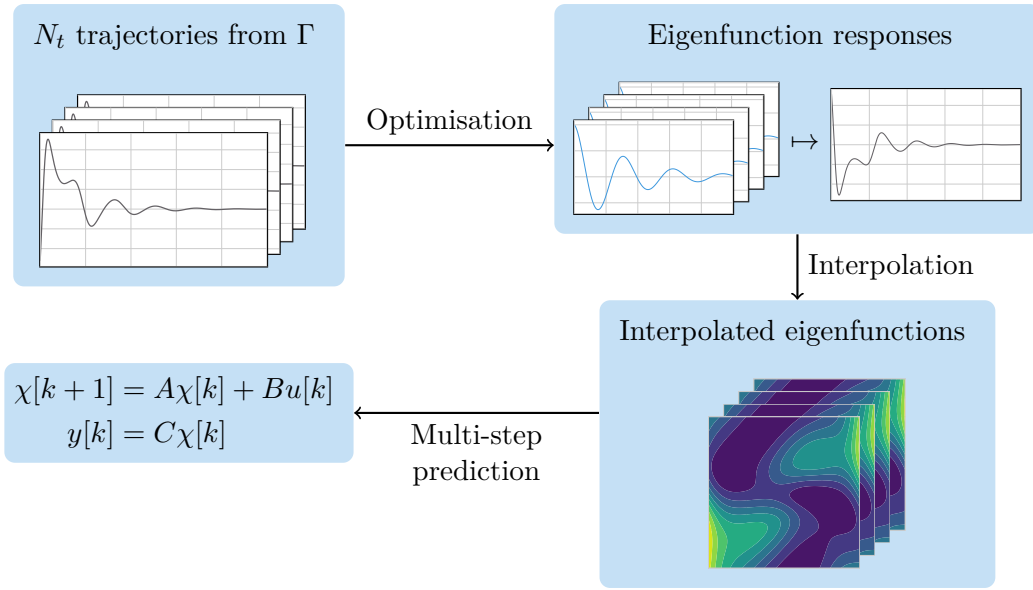 N_t trajectories from Γ
Optimisation
Eigenfunction responses
↦
Interpolation
Interpolated eigenfunctions
Multi-step
prediction
χ[k + 1] = Aχ[k] + Bu[k]
y[k] = Cχ[k]